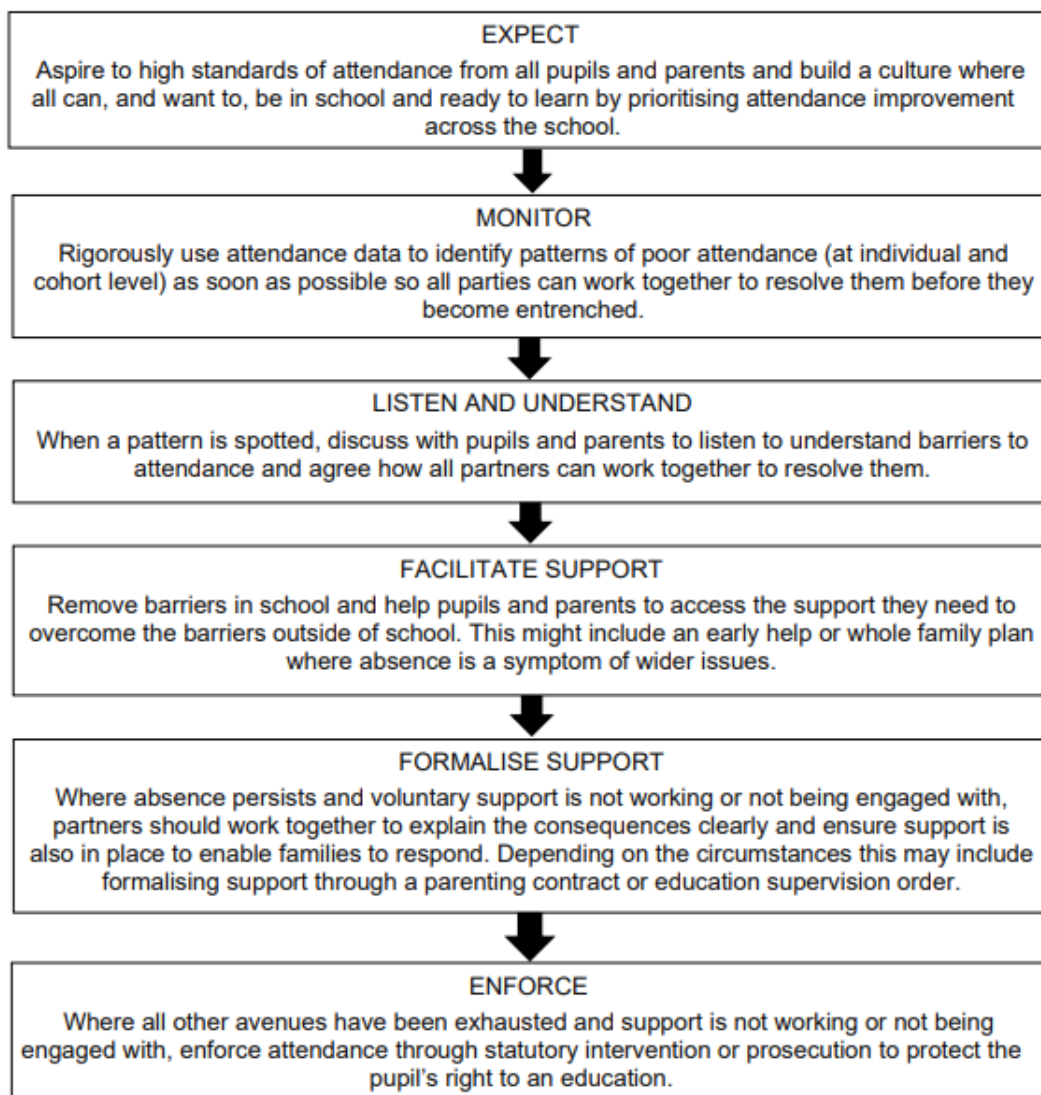 EXPECT
Aspire to high standards of attendance from all pupils and parents and build a culture where
all can, and want to, be in school and ready to learn by prioritising attendance improvement
across the school.
MONITOR
Rigorously use attendance data to identify patterns of poor attendance (at individual and
cohort level) as soon as possible so all parties can work together to resolve them before they
become entrenched.
LISTEN AND UNDERSTAND
When a pattern is spotted, discuss with pupils and parents to listen to understand barriers to
attendance and agree how all partners can work together to resolve them.
FACILITATE SUPPORT
Remove barriers in school and help pupils and parents to access the support they need to
overcome the barriers outside of school. This might include an early help or whole family plan
where absence is a symptom of wider issues.
FORMALISE SUPPORT
Where absence persists and voluntary support is not working or not being engaged with,
partners should work together to explain the consequences clearly and ensure support is
also in place to enable families to respond. Depending on the circumstances this may include
formalising support through a parenting contract or education supervision order.
ENFORCE
Where all other avenues have been exhausted and support is not working or not being
engaged with, enforce attendance through statutory intervention or prosecution to protect the
pupil's right to an education.